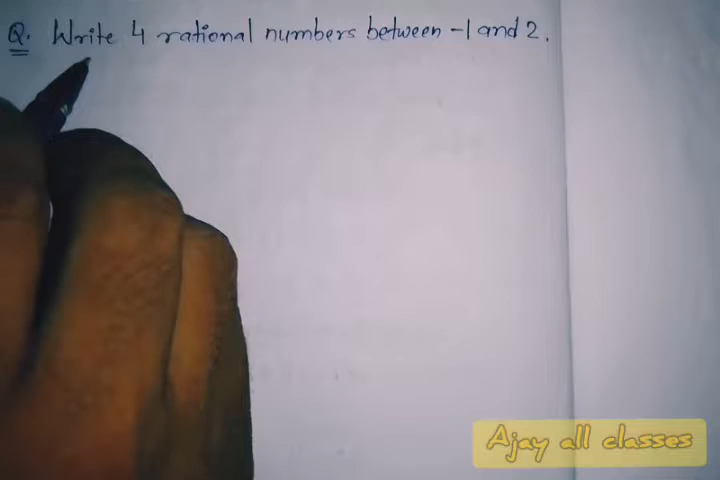 Q. Write 4 rational numbers between -1 and 2.
Ajay all classes